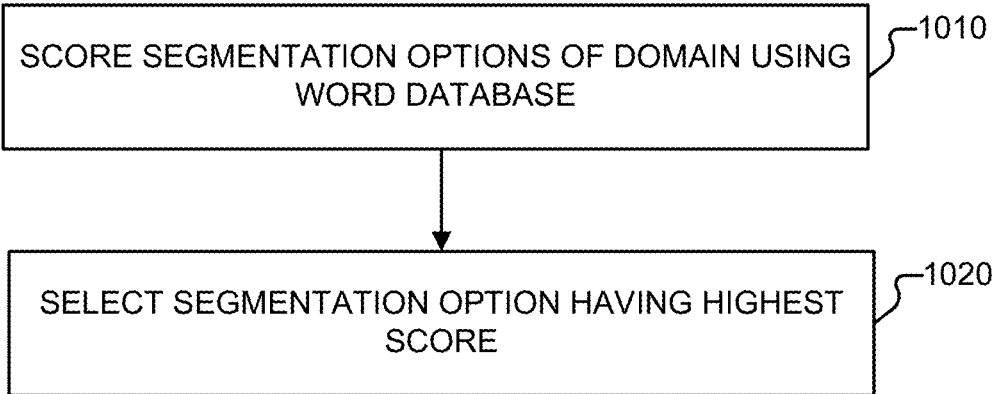 SCORE SEGMENTATION OPTIONS OF DOMAIN USING
WORD DATABASE
1010
SELECT SEGMENTATION OPTION HAVING HIGHEST
SCORE
1020